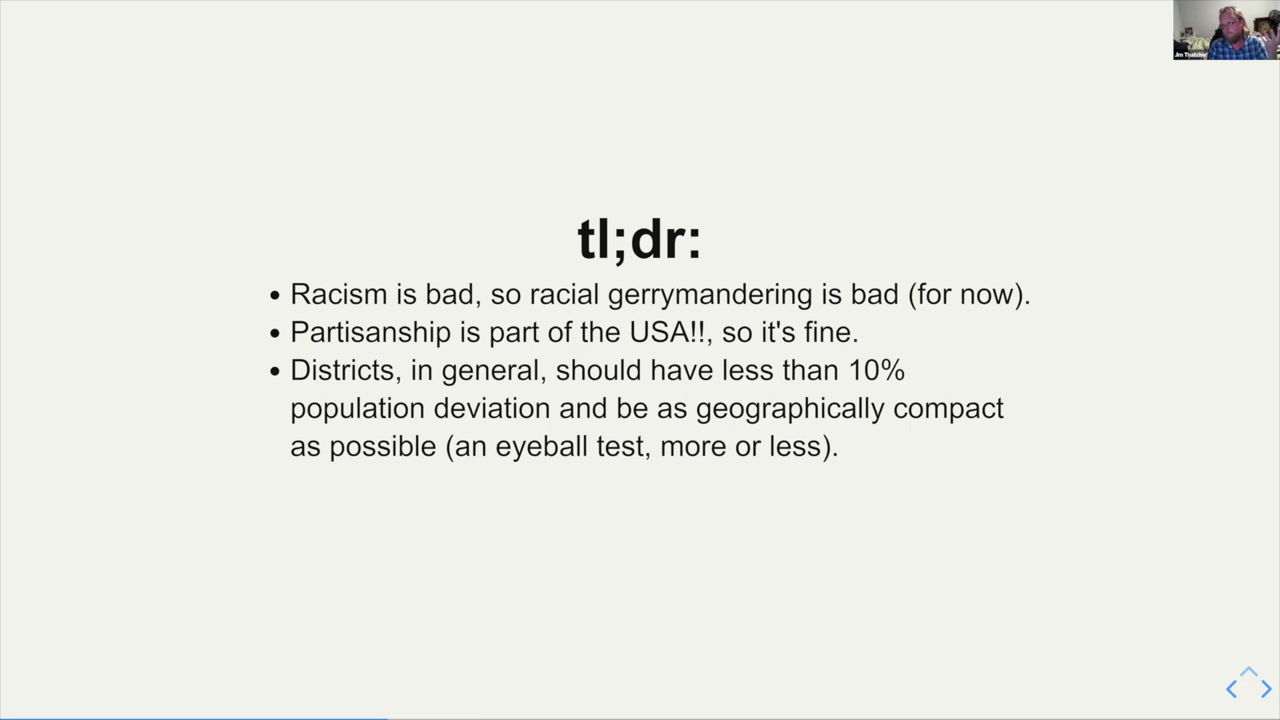 Jim Thatcher
tl;dr:
• Racism is bad, so racial gerrymandering is bad (for now).
• Partisanship is part of the USA!!, so it's fine.
• Districts, in general, should have less than 10%
population deviation and be as geographically compact
as possible (an eyeball test, more or less).